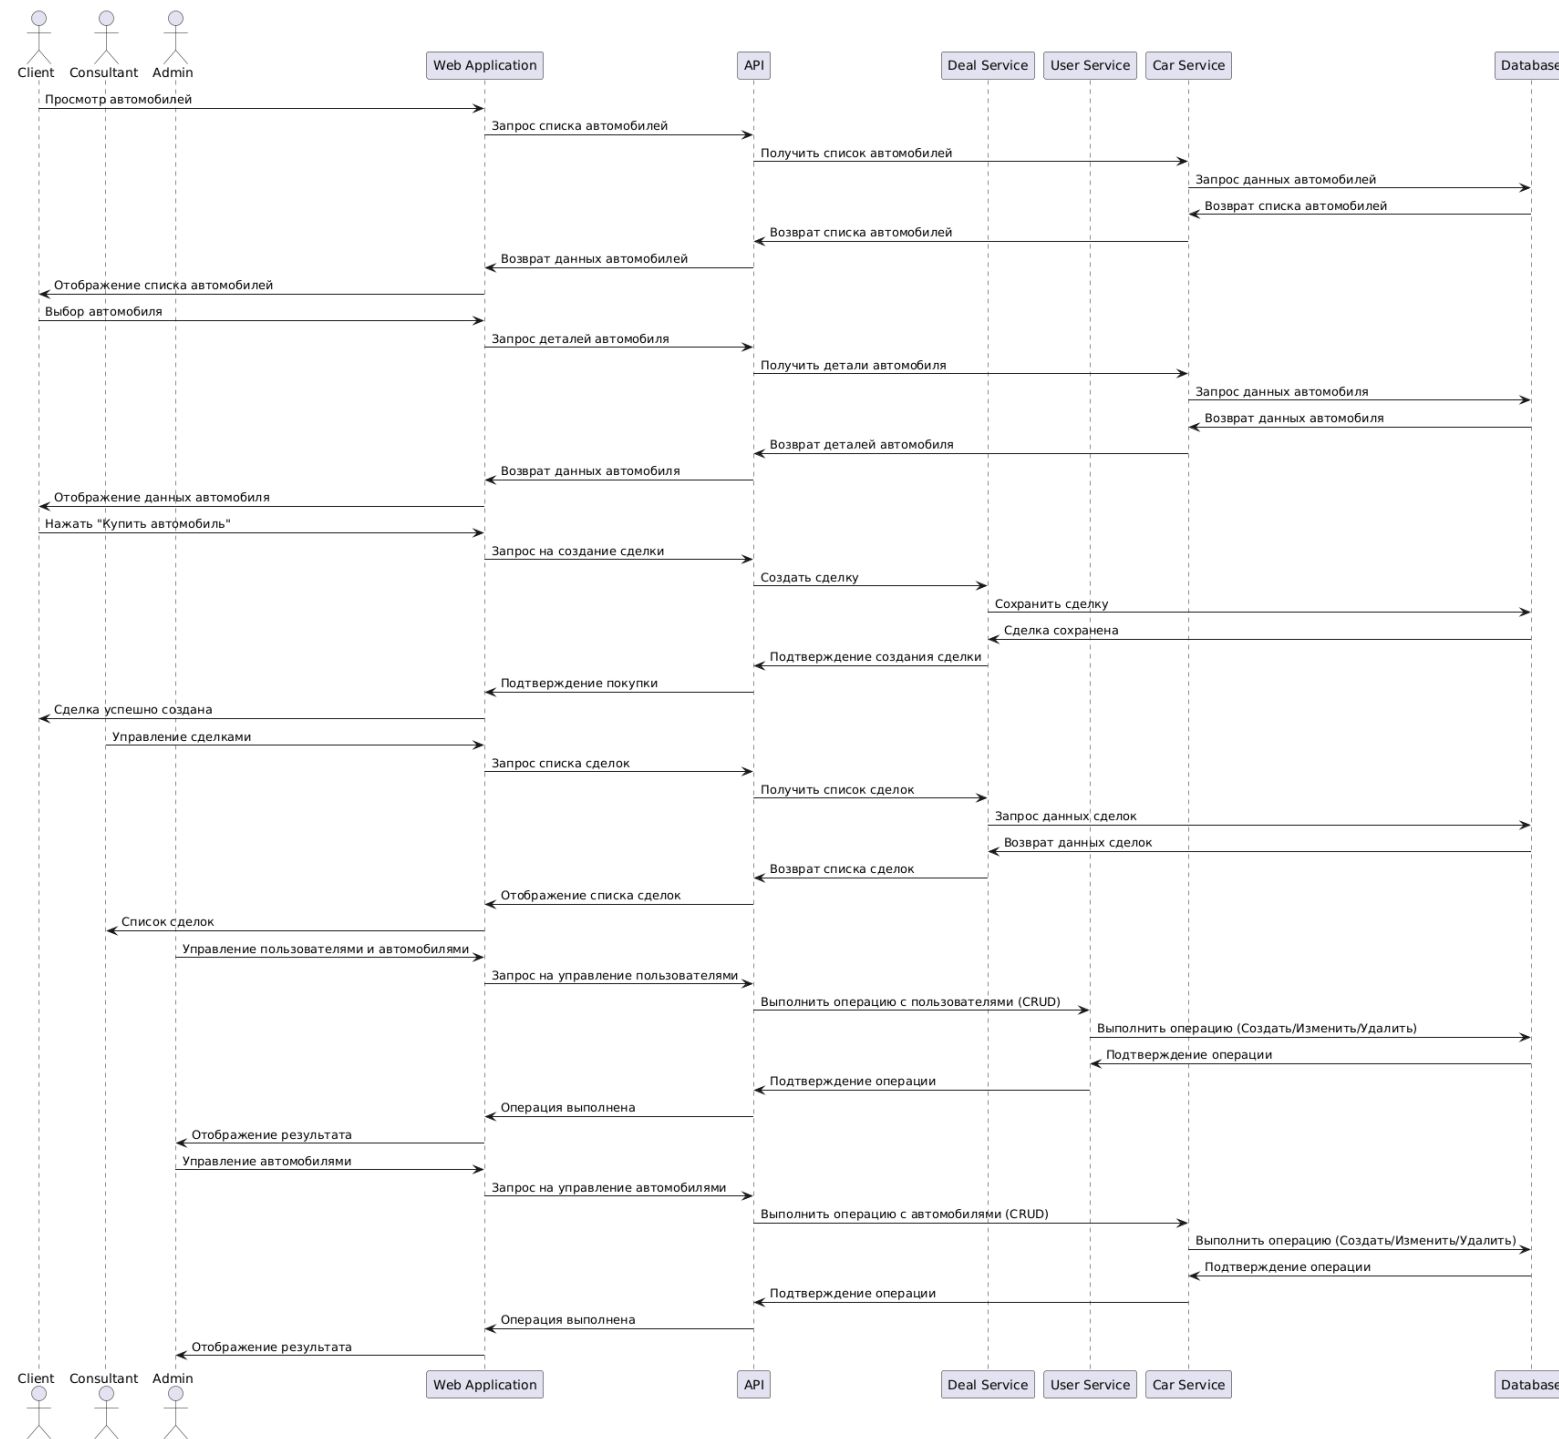 Client
Consultant
Admin
Web Application
API
Deal Service
User Service
Car Service
Database
Просмотр автомобилей
Запрос списка автомобилей
Получить список автомобилей
Запрос данных автомобилей
Возврат списка автомобилей
Возврат списка автомобилей
Возврат данных автомобилей
Отображение списка автомобилей
Выбор автомобиля
Запрос деталей автомобиля
Получить детали автомобиля
Запрос данных автомобиля
Возврат данных автомобиля
Возврат деталей автомобиля
Возврат данных автомобиля
Отображение данных автомобиля
Нажать "Купить автомобиль"
Запрос на создание сделки
Создать сделку
Сохранить сделку
Сделка сохранена
Подтверждение создания сделки
Подтверждение покупки
Сделка успешно создана
Управление сделками
Запрос списка сделок
Получить список сделок
Запрос данных сделок
Возврат данных сделок
Возврат списка сделок
Отображение списка сделок
Список сделок
Управление пользователями и автомобилями
Запрос на управление пользователями
Выполнить операцию с пользователями (CRUD)
Выполнить операцию (Создать/Изменить/Удалить)
Подтверждение операции
Подтверждение операции
Операция выполнена
Отображение результата
Управление автомобилями
Запрос на управление автомобилями
Выполнить операцию с автомобилями (CRUD)
Выполнить операцию (Создать/Изменить/Удалить)
Подтверждение операции
Подтверждение операции
Операция выполнена
Отображение результата
Client
Consultant
Admin
Web Application
API
Deal Service
User Service
Car Service
Database